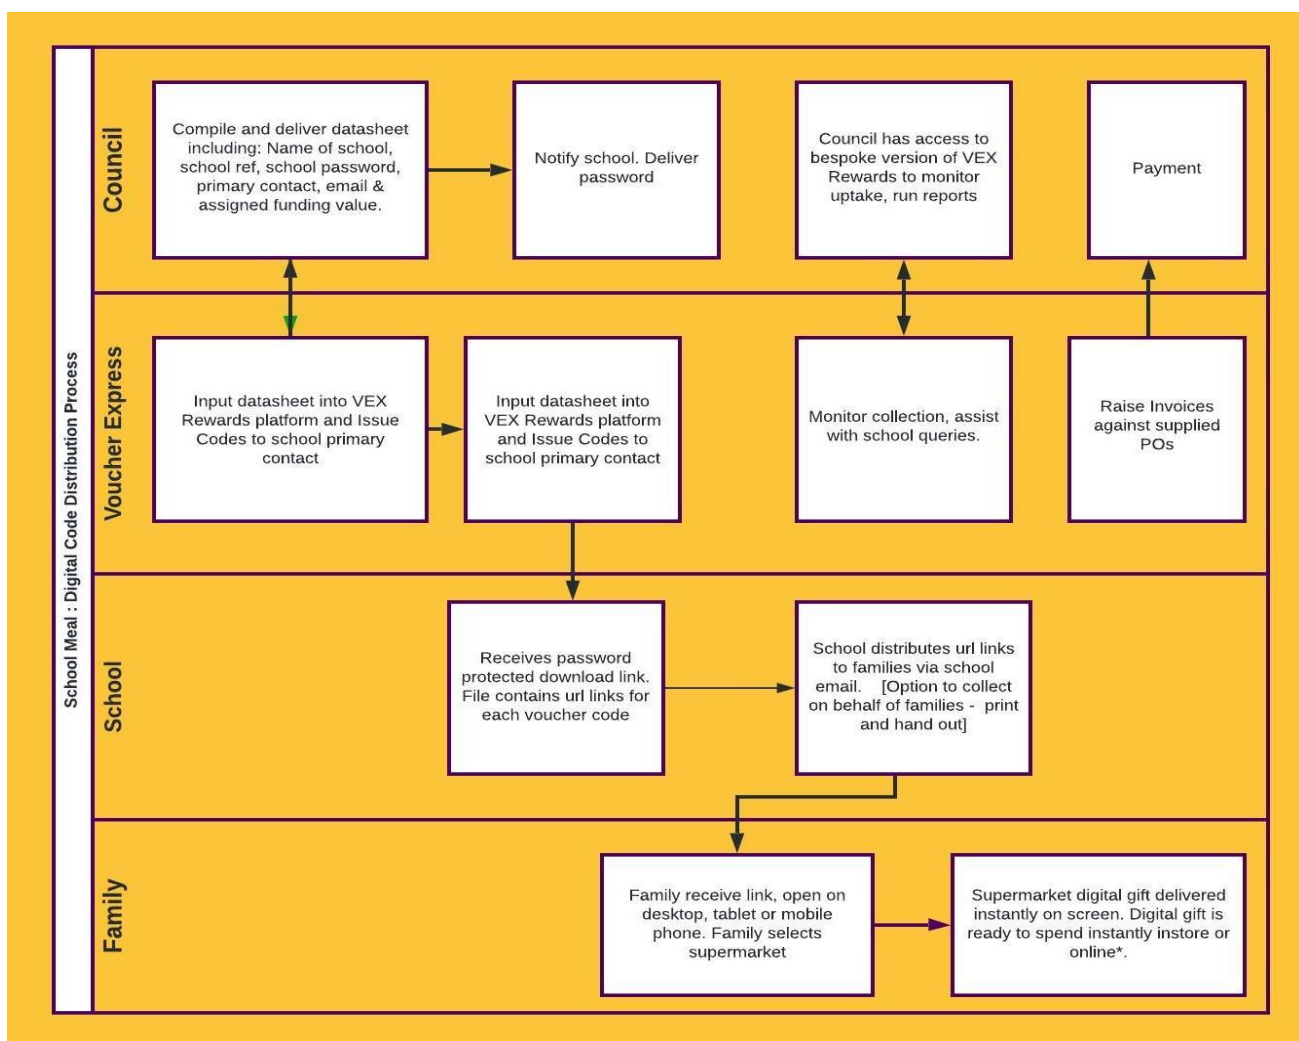 School Meal : Digital Code Distribution Process
Council
Compile and deliver datasheet
including: Name of school,
school ref, school password,
primary contact, email &
assigned funding value.
Notify school. Deliver
password
Council has access to
bespoke version of VEX
Rewards to monitor
uptake, run reports
Payment
Voucher Express
Input datasheet into VEX
Rewards platform and Issue
Codes to school primary
contact
Input datasheet into
VEX Rewards platform
and Issue Codes to
school primary contact
Monitor collection, assist
with school queries.
Raise Invoices
against supplied
POs
School
Receives password
protected download link.
File contains url links for
each voucher code
School distributes url links
to families via school
email. [Option to collect
on behalf of families - print
and hand out]
Family
Family receive link, open on
desktop, tablet or mobile
phone. Family selects
supermarket
Supermarket digital gift delivered
instantly on screen. Digital gift is
ready to spend instantly instore or
online*.